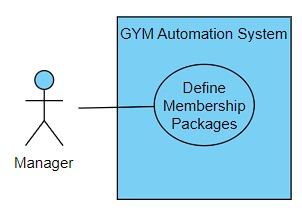 GYM Automation System
Define
Membership
Packages
Manager